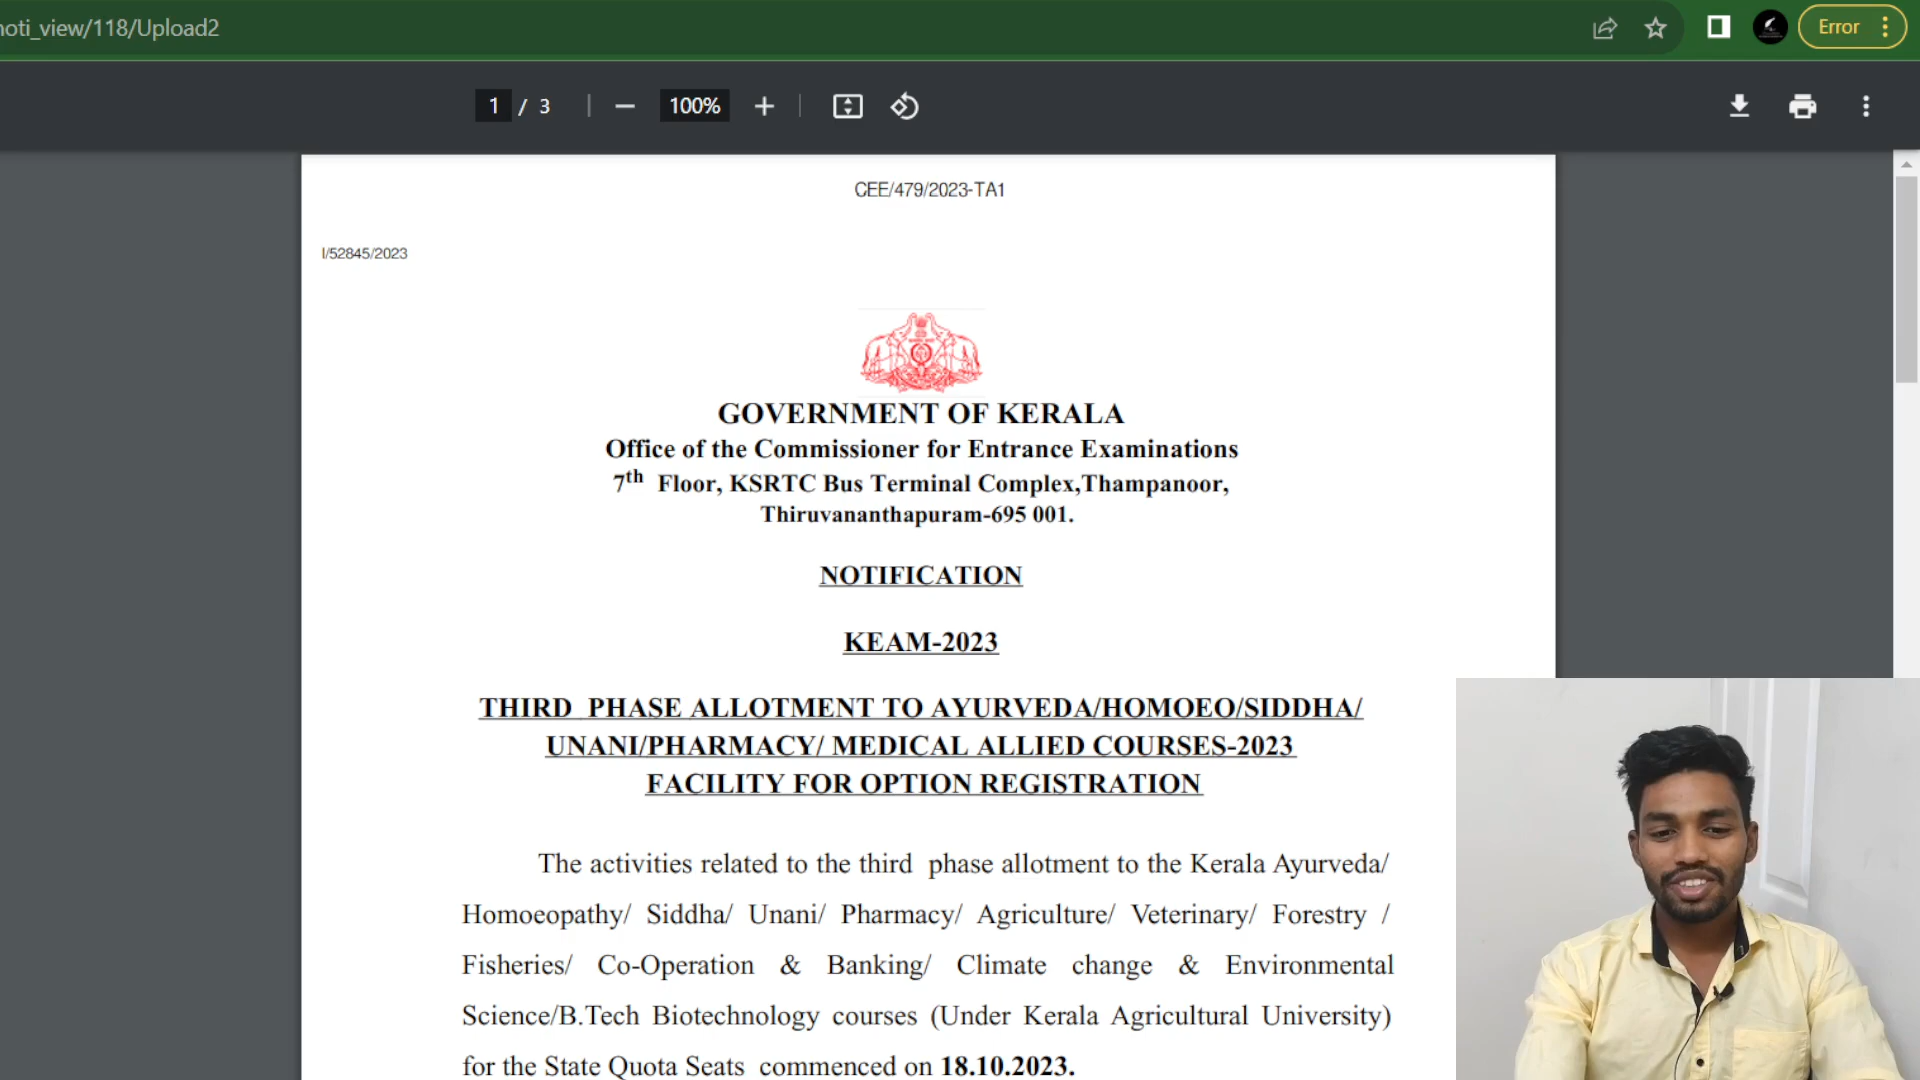 noti_view/118/Upload2
Error
1 / 3
100%
CEE/479/2023-TA1
I/52845/2023
GOVERNMENT OF KERALA
Office of the Commissioner for Entrance Examinations
7th Floor, KSRTC Bus Terminal Complex,Thampanoor,
Thiruvananthapuram-695 001.
NOTIFICATION
KEAM-2023
THIRD PHASE ALLOTMENT TO AYURVEDA/HOMOEO/SIDDHA/
UNANI/PHARMACY/ MEDICAL ALLIED COURSES-2023
FACILITY FOR OPTION REGISTRATION
The activities related to the third phase allotment to the Kerala Ayurveda/
Homoeopathy/ Siddha/ Unani/ Pharmacy/ Agriculture/ Veterinary/ Forestry /
Fisheries/ Co-Operation & Banking/ Climate change & Environmental
Science/B.Tech Biotechnology courses (Under Kerala Agricultural University)
for the State Quota Seats commenced on 18.10.2023.